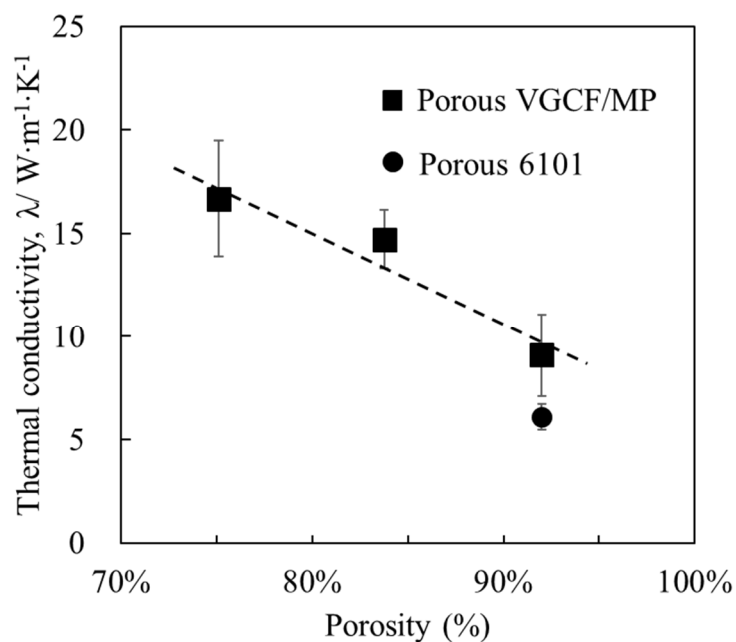 25
20
15
10
5
0
Thermal conductivity, λ/ W·m⁻¹·K⁻¹
Porous VGCF/MP
Porous 6101
70%
80%
90%
100%
Porosity (%)